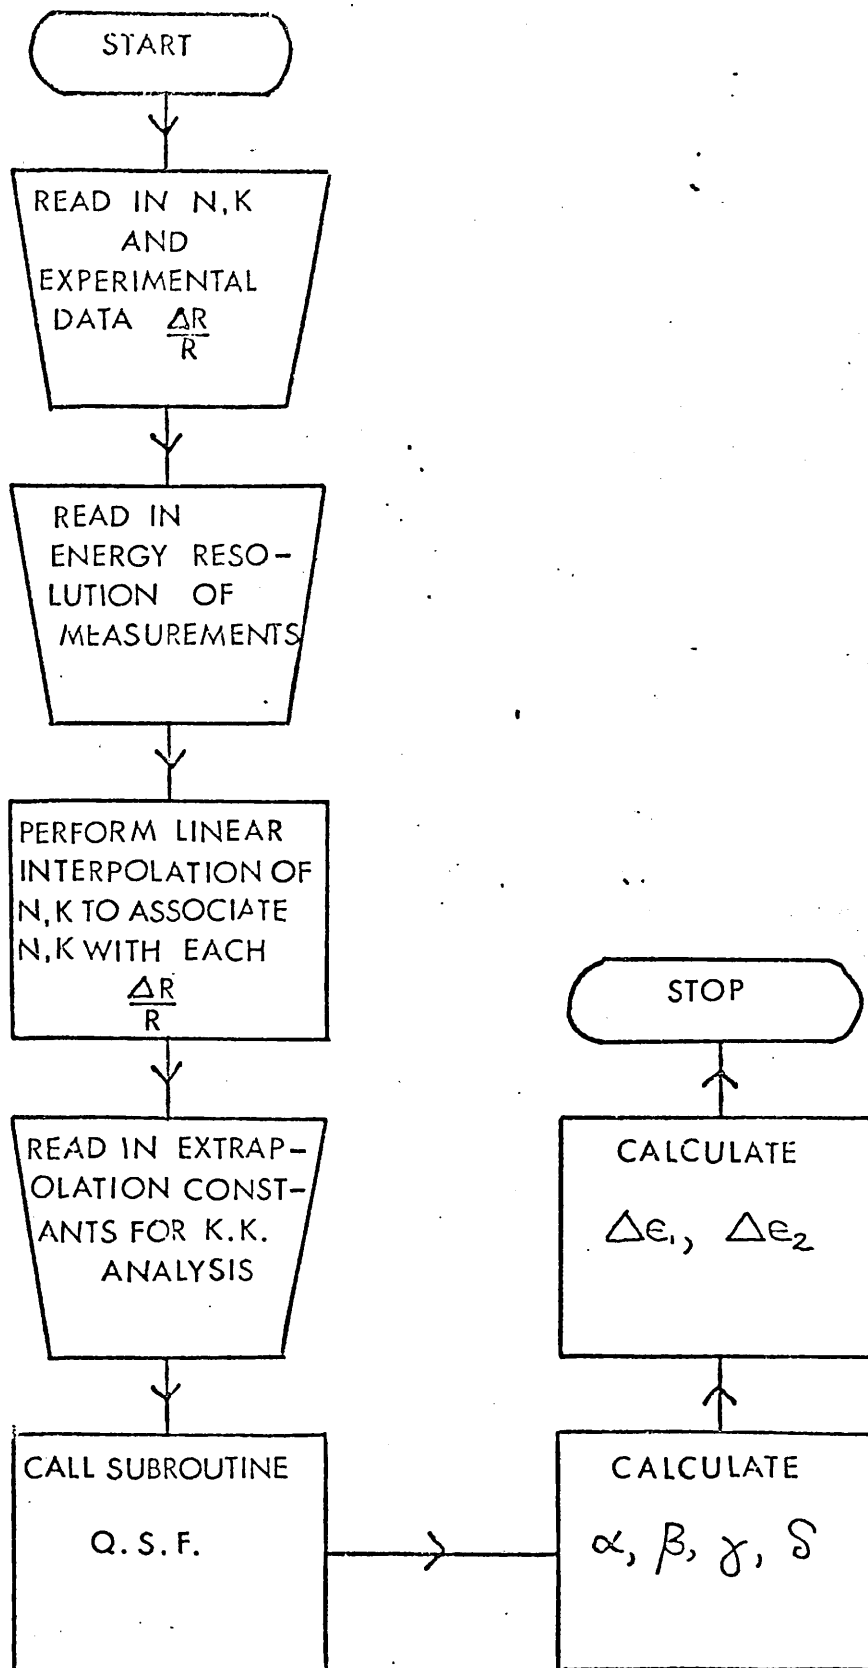 START
READ IN N,K
AND
EXPERIMENTAL
DATA ΔR/R
READ IN
ENERGY RESO-
LUTION OF
MEASUREMENTS
PERFORM LINEAR
INTERPOLATION OF
N,K TO ASSOCIATE
N,K WITH EACH
ΔR/R
READ IN EXTRAP-
OLATION CONST-
ANTS FOR K.K.
ANALYSIS
CALL SUBROUTINE
Q.S.F.
CALCULATE
α, β, γ, δ
CALCULATE
Δε₁, Δε₂
STOP